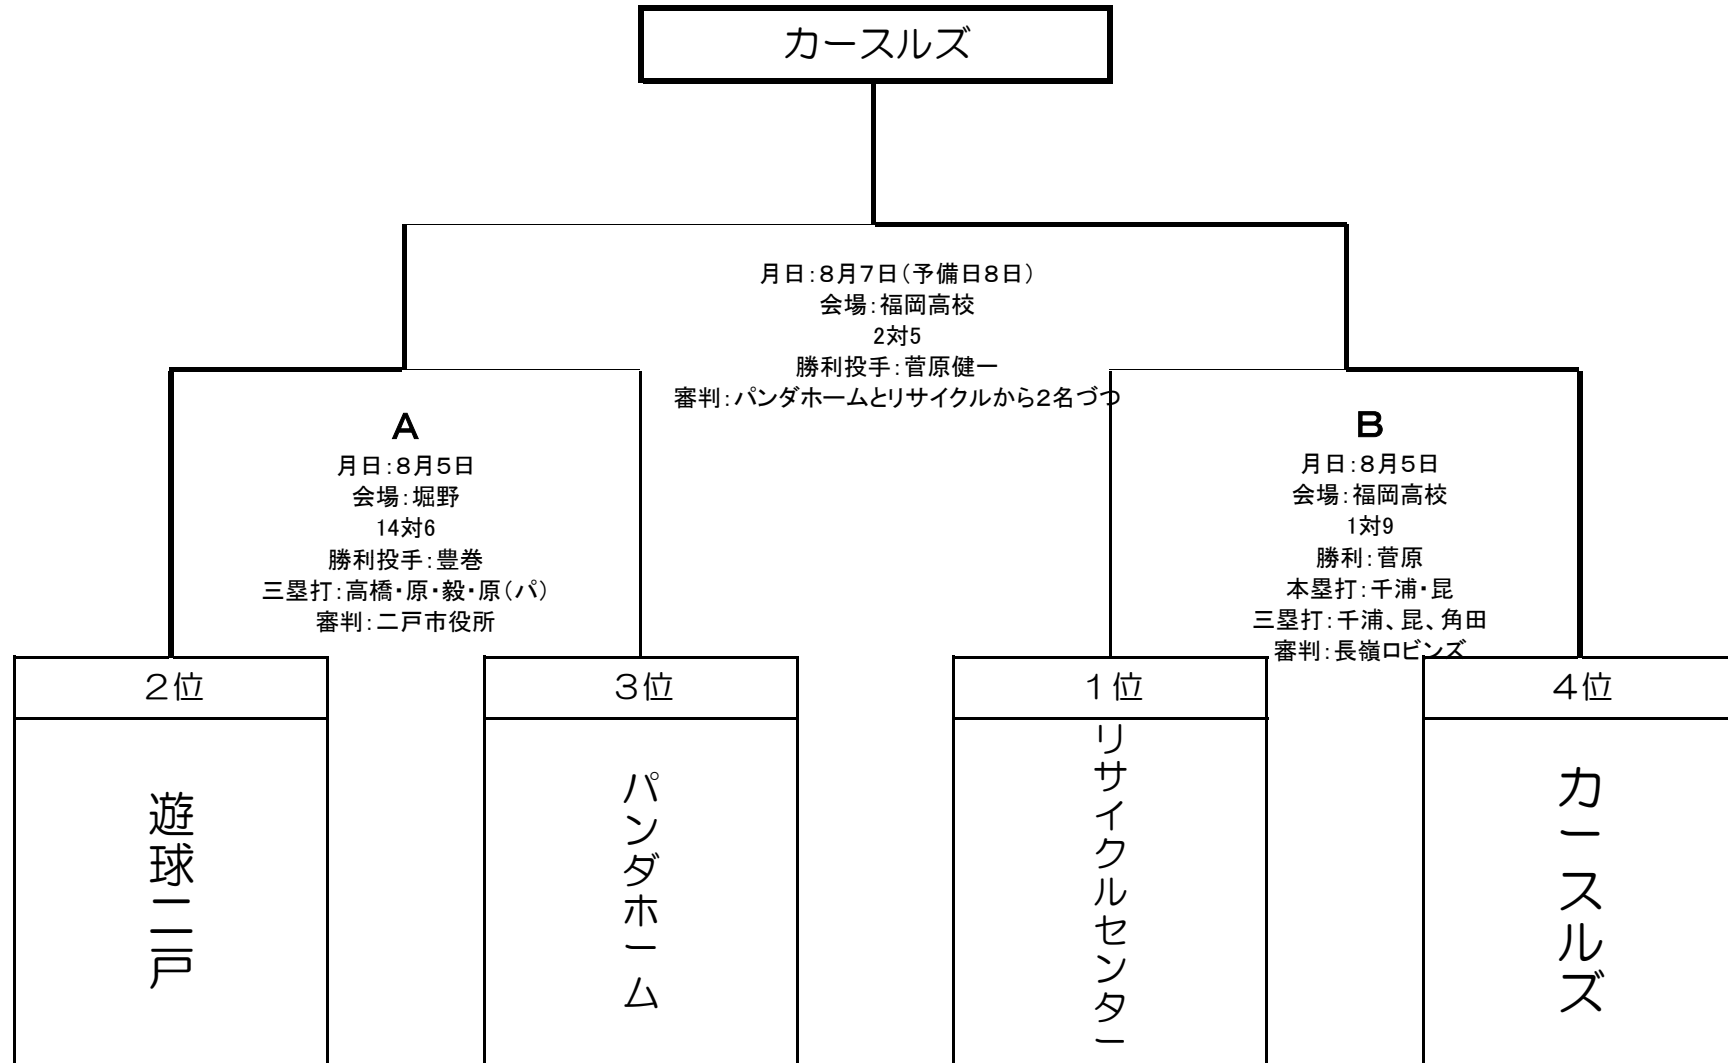 カースルズ
月日：８月７日（予備日８日）
会場：福岡高校
2対5
勝利投手：菅原健一
審判：パンダホームとリサイクルから２名づつ
A
月日：８月５日
会場：堀野
14対6
勝利投手：豊巻
三塁打：高橋・原・毅・原（パ）
審判：二戸市役所
B
月日：８月５日
会場：福岡高校
1対9
勝利：菅原
本塁打：千浦・昆
三塁打：千浦、昆、角田
審判：長嶺ロビンズ
２位
３位
１位
４位
遊球二戸
パンダホーム
リサイクルセンター
カースルズ